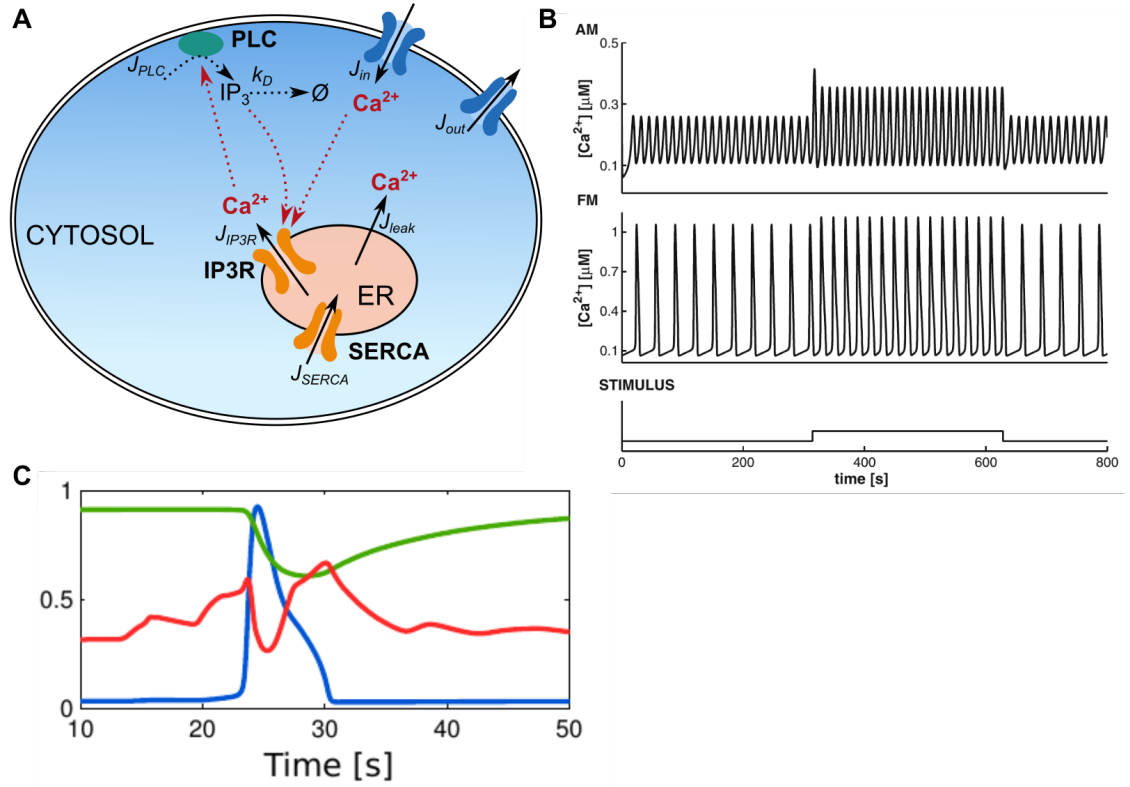 A
PLC
J_PLC
IP_3
k_D
Ø
J_in
Ca²⁺
J_out
Ca²⁺
Ca²⁺
J_IP3R
J_leak
CYTOSOL
IP3R
ER
SERCA
J_SERCA
B
AM
0.5
0.3
0.1
[Ca²⁺] [μM]
FM
1
0.7
0.4
0.1
[Ca²⁺] [μM]
STIMULUS
0 200 400 600 800
time [s]
C
1
0.5
0
10 20 30 40 50
Time [s]